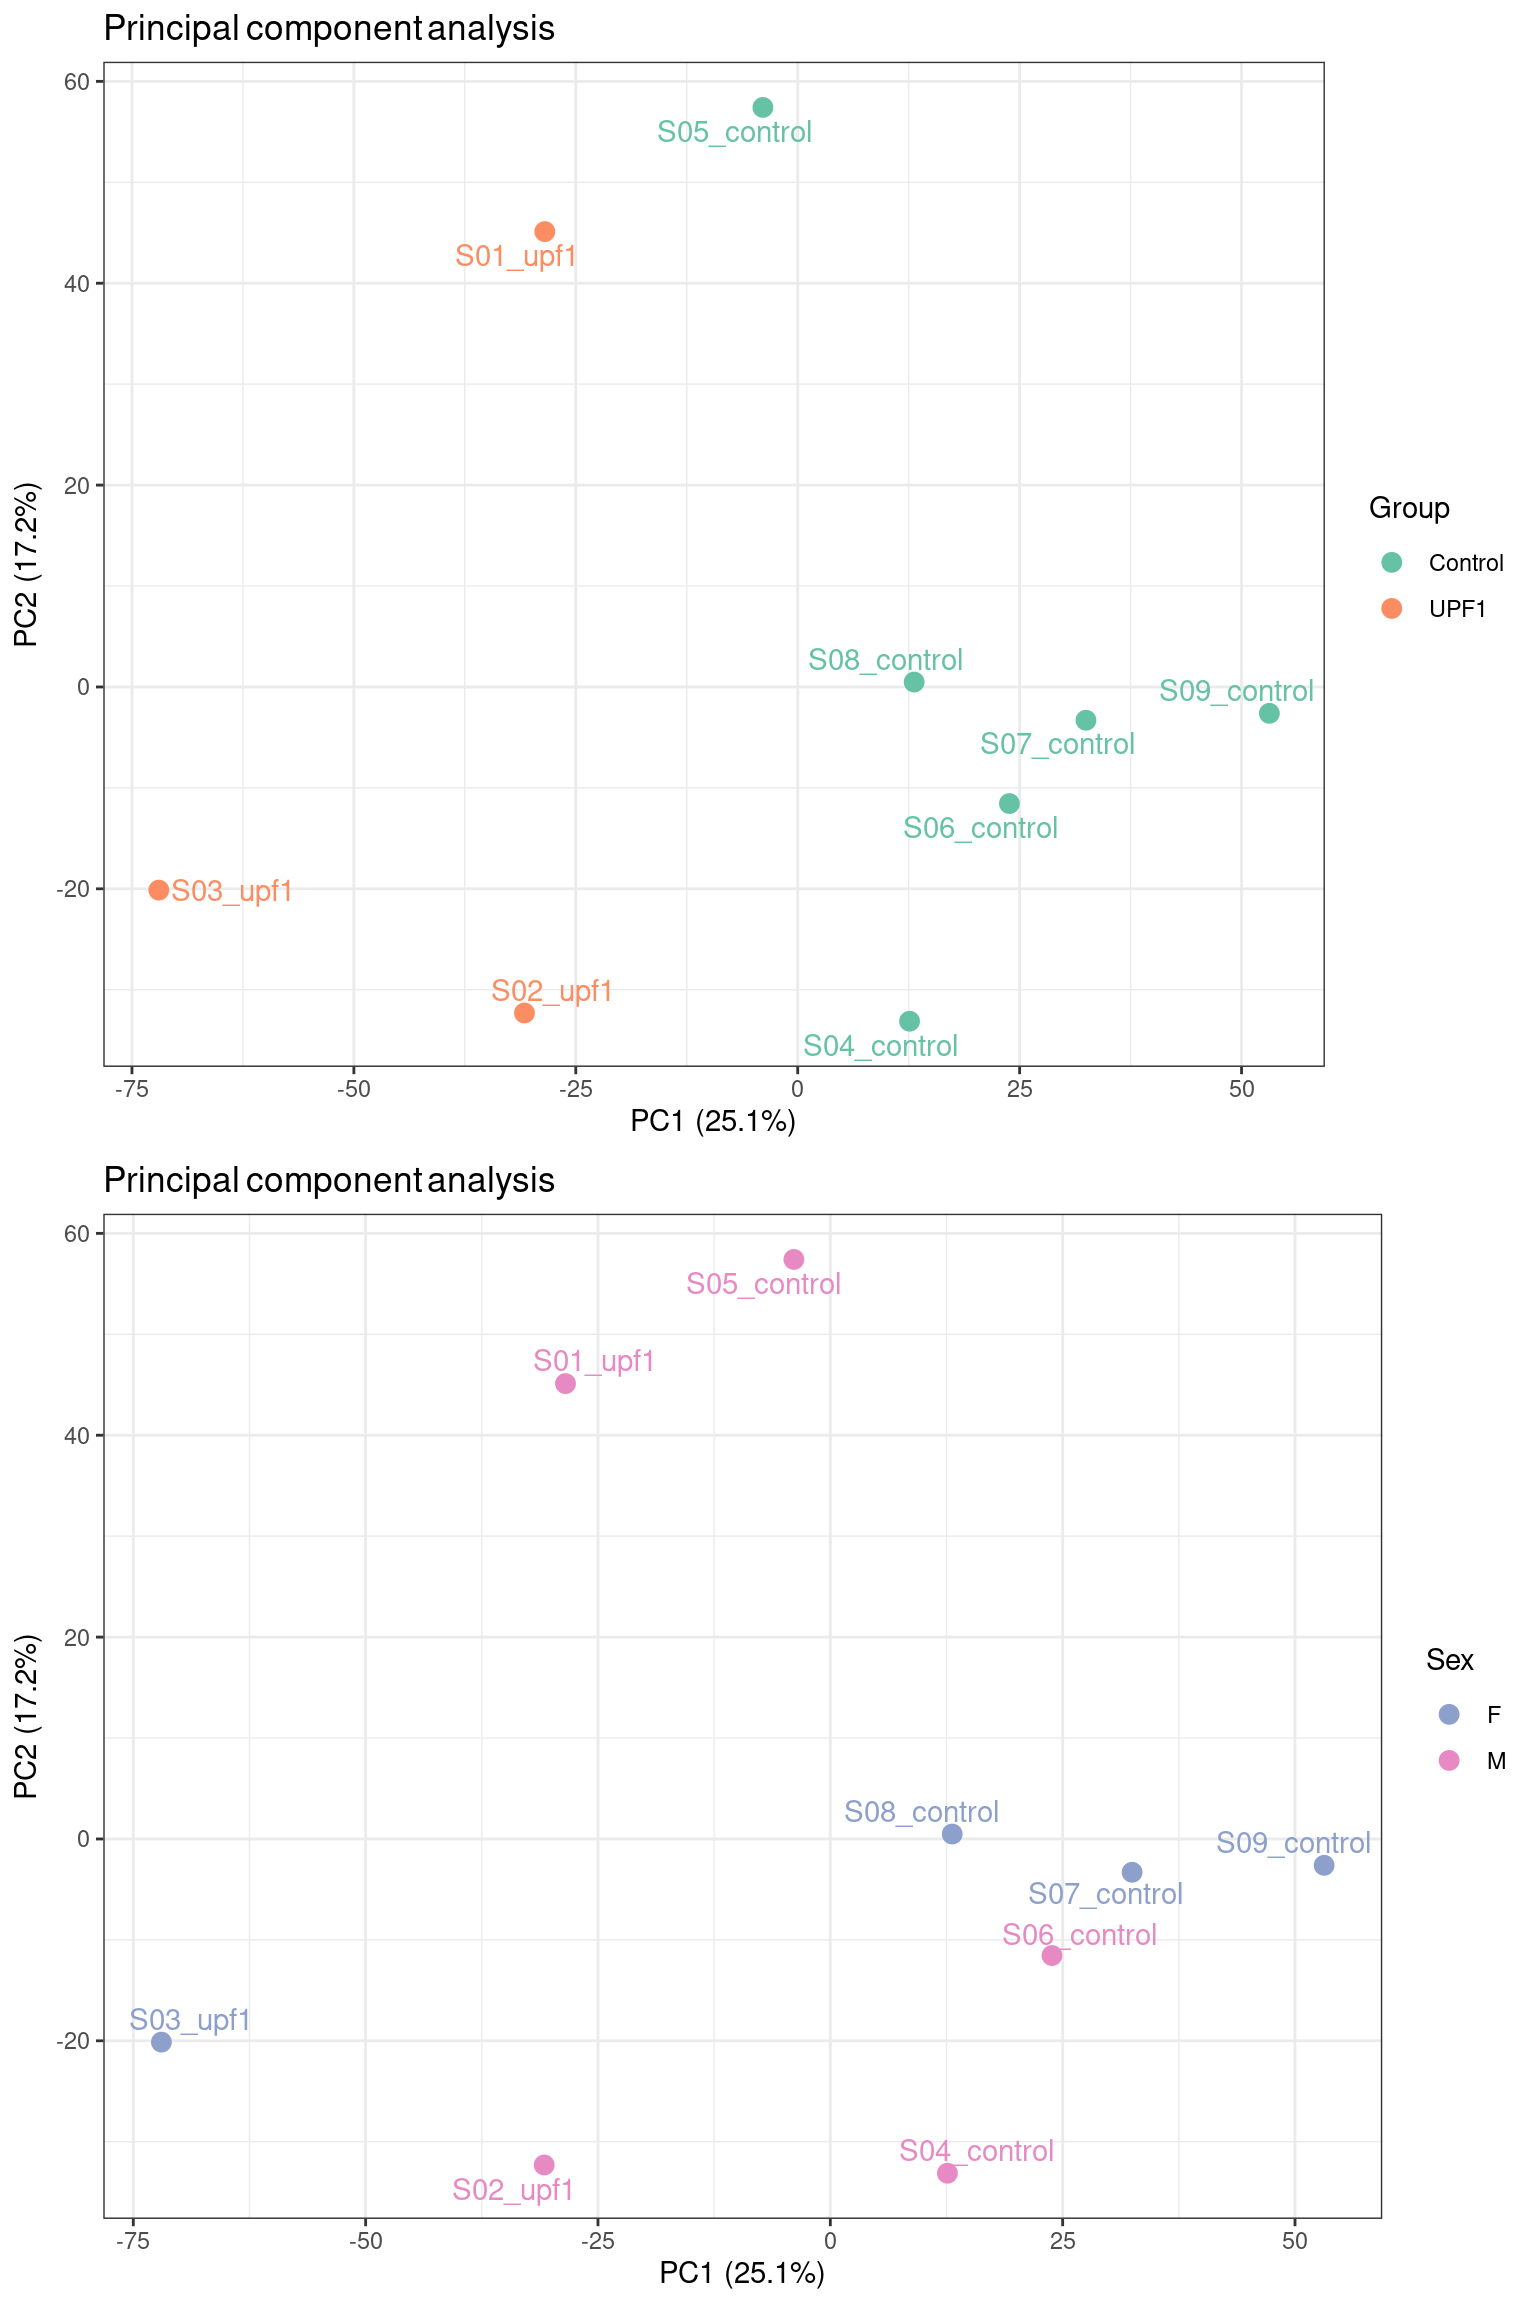 Principal component analysis
60
40
20
0
-20
PC2 (17.2%)
S05_control
S01_upf1
S08_control
S09_control
S07_control
S06_control
S03_upf1
S02_upf1
S04_control
-75
-50
-25
0
25
50
PC1 (25.1%)
Group
Control
UPF1
Principal component analysis
60
40
20
0
-20
PC2 (17.2%)
S05_control
S01_upf1
S08_control
S09_control
S07_control
S06_control
S03_upf1
S04_control
S02_upf1
-75
-50
-25
0
25
50
PC1 (25.1%)
Sex
F
M